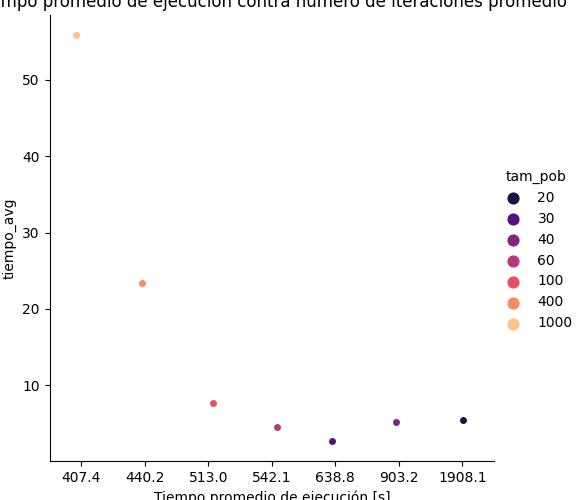 mpo promedio de ejecución contra número de iteraciones promedio
tiempo_avg
50
40
30
20
10
407.4 440.2 513.0 542.1 638.8 903.2 1908.1
Tiempo promedio de ejecución [s]
tam_pob
20
30
40
60
100
400
1000